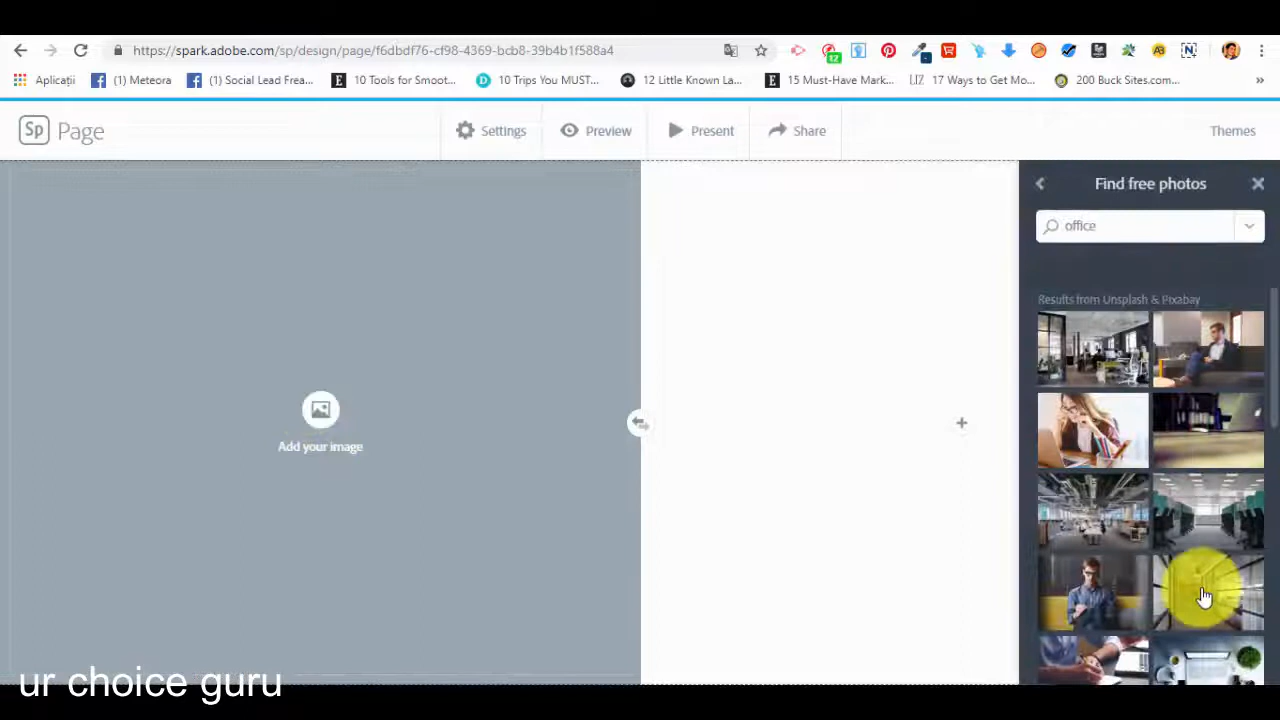 https://spark.adobe.com/sp/design/page/f6dbdf76-cf98-4369-bcb8-39b4b1f588a4
12
Aplicații
(1) Meteora
(1) Social Lead Frea...
10 Tools for Smoot...
10 Trips You MUST...
12 Little Known La...
15 Must-Have Mark...
17 Ways to Get Mo...
200 Buck Sites.com...
»
Sp Page
Settings
Preview
Present
Share
Themes
Find free photos
office
Results from Unsplash & Pixabay
Add your image
ur choice guru